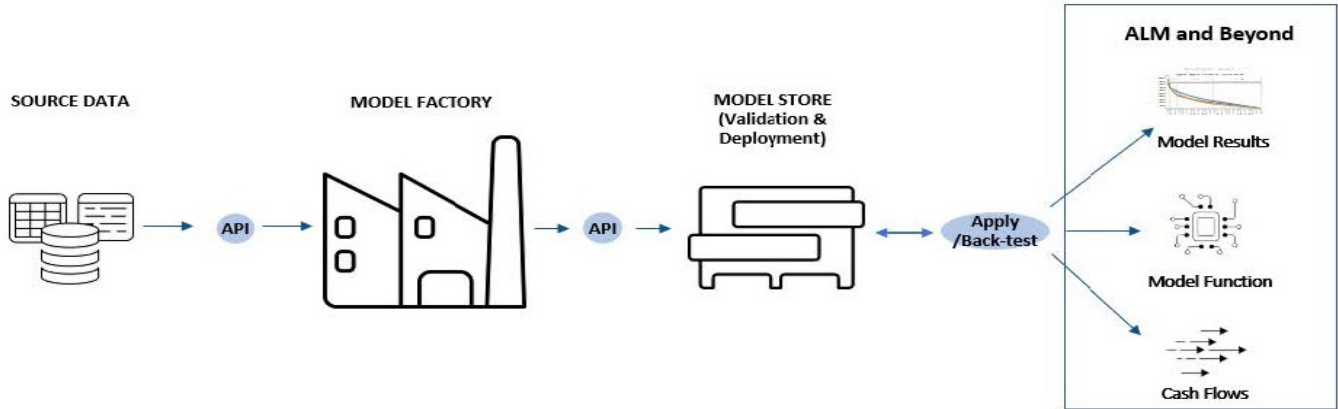 SOURCE DATA
API
MODEL FACTORY
API
MODEL STORE
(Validation &
Deployment)
Apply
/Back-test
ALM and Beyond
Model Results
Model Function
Cash Flows